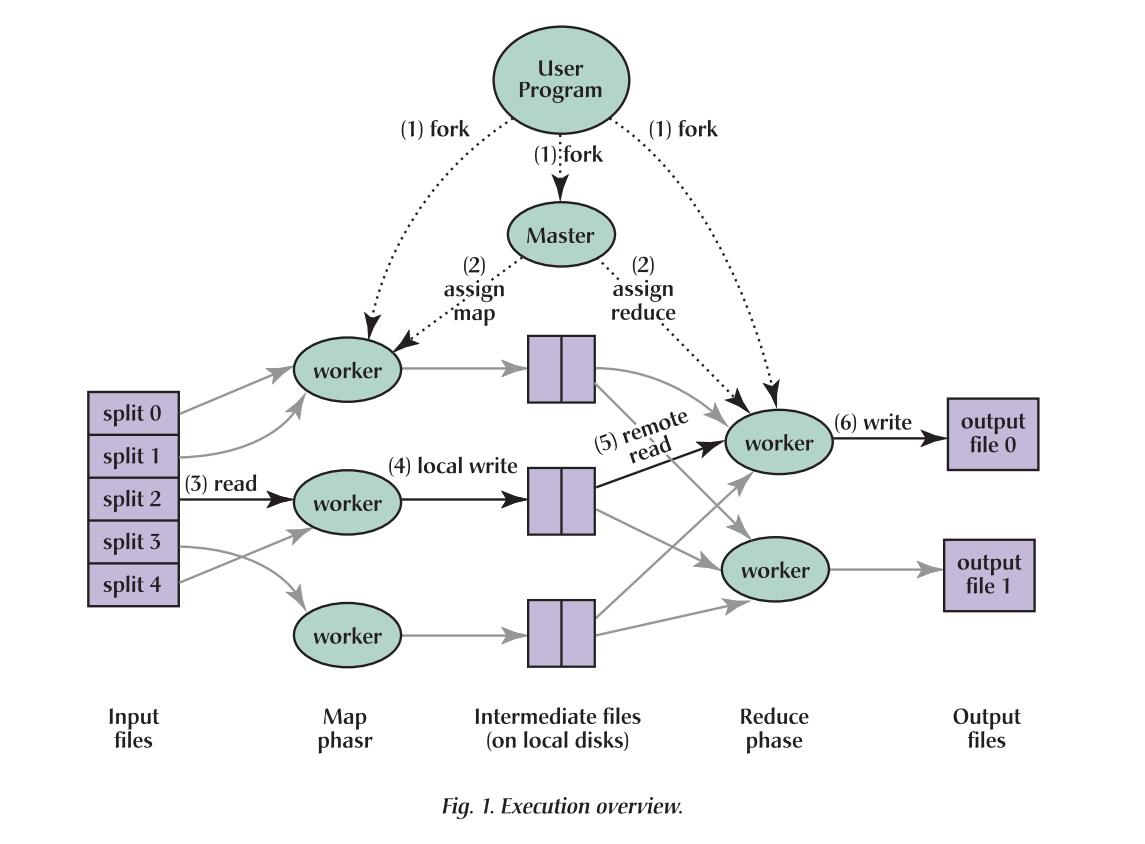 User
Program
(1) fork
(1) fork
(1) fork
Master
(2)
assign
map
(2)
assign
reduce
worker
split 0
split 1
split 2
split 3
split 4
(3) read
worker
(4) local write
worker
(5) remote
read
worker
(6) write
output
file 0
worker
output
file 1
Input
files
Map
phasr
Intermediate files
(on local disks)
Reduce
phase
Output
files
Fig. 1. Execution overview.